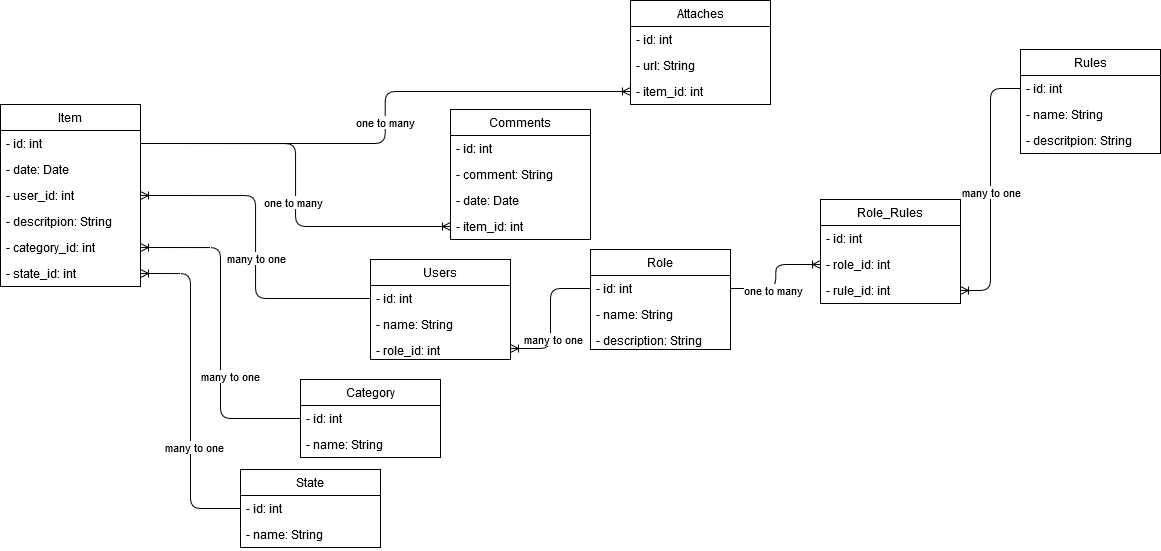 Attaches
- id: int
- url: String
- item_id: int
Rules
- id: int
- name: String
- descritpion: String
Item
- id: int
- date: Date
- user_id: int
- descritpion: String
- category_id: int
- state_id: int
one to many
Comments
- id: int
- comment: String
- date: Date
- item_id: int
one to many
many to one
Role_Rules
- id: int
- role_id: int
- rule_id: int
many to one
Users
- id: int
- name: String
- role_id: int
Role
- id: int
- name: String
- description: String
one to many
many to one
many to one
Category
- id: int
- name: String
many to one
State
- id: int
- name: String